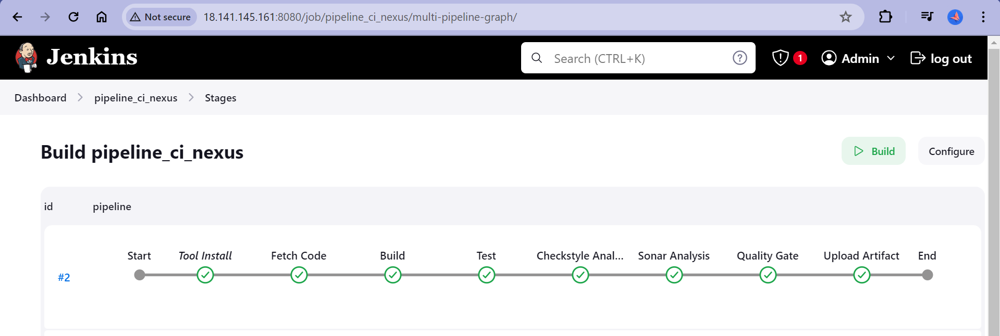 Not secure 18.141.145.161:8080/job/pipeline_ci_nexus/multi-pipeline-graph/
Jenkins Search (CTRL+K) ? 1 Admin log out
Dashboard pipeline_ci_nexus Stages
Build pipeline_ci_nexus Build Configure
id pipeline
Start Tool Install Fetch Code Build Test Checkstyle Anal... Sonar Analysis Quality Gate Upload Artifact End
#2